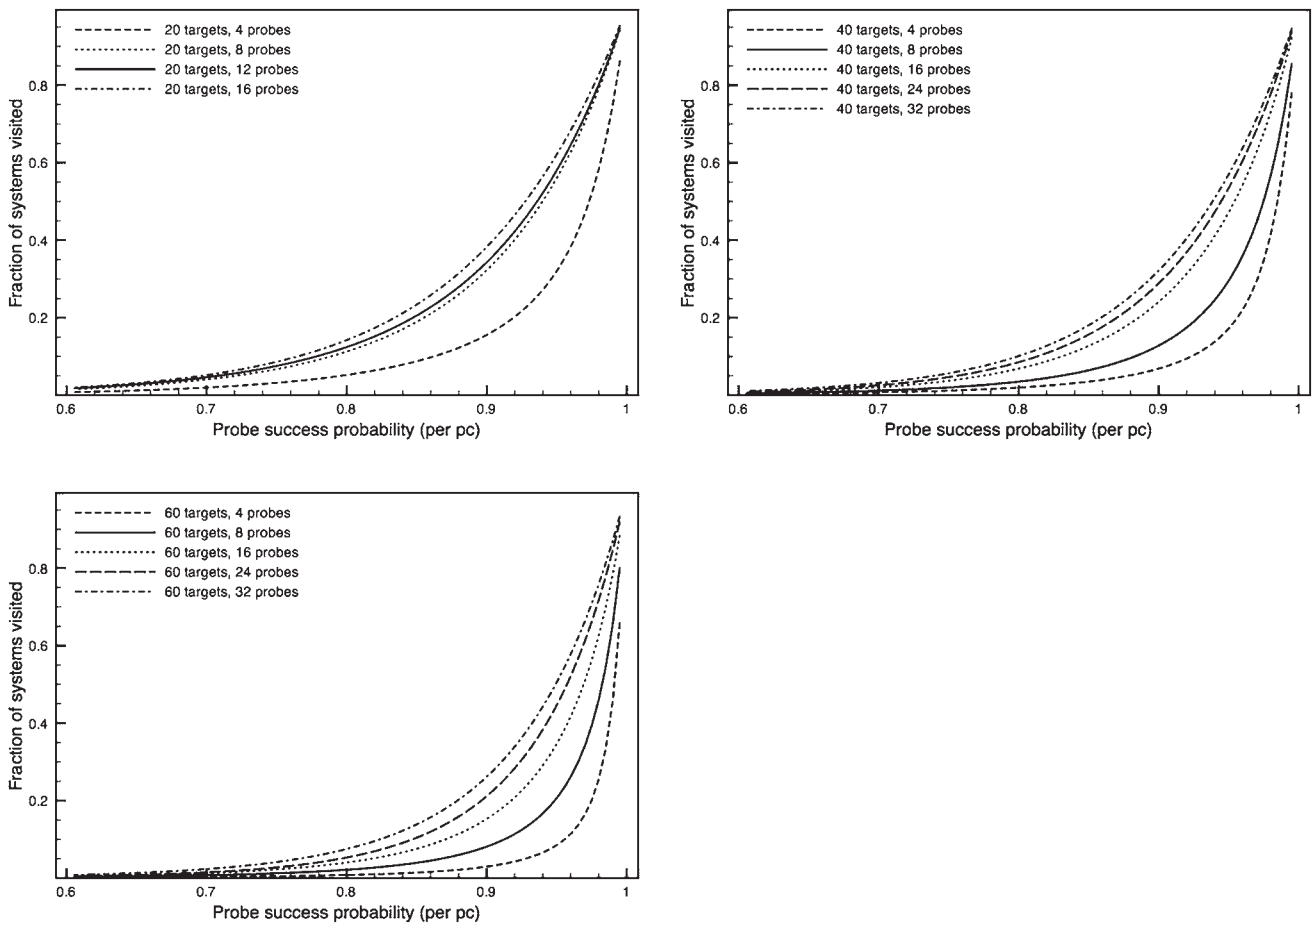 20 targets, 4 probes
20 targets, 8 probes
20 targets, 12 probes
20 targets, 16 probes
0.8
0.6
0.4
0.2
Fraction of systems visited
0.6 0.7 0.8 0.9 1
Probe success probability (per pc)
40 targets, 4 probes
40 targets, 8 probes
40 targets, 16 probes
40 targets, 24 probes
40 targets, 32 probes
0.8
0.6
0.4
0.2
Fraction of systems visited
0.6 0.7 0.8 0.9 1
Probe success probability (per pc)
60 targets, 4 probes
60 targets, 8 probes
60 targets, 16 probes
60 targets, 24 probes
60 targets, 32 probes
0.8
0.6
0.4
0.2
Fraction of systems visited
0.6 0.7 0.8 0.9 1
Probe success probability (per pc)